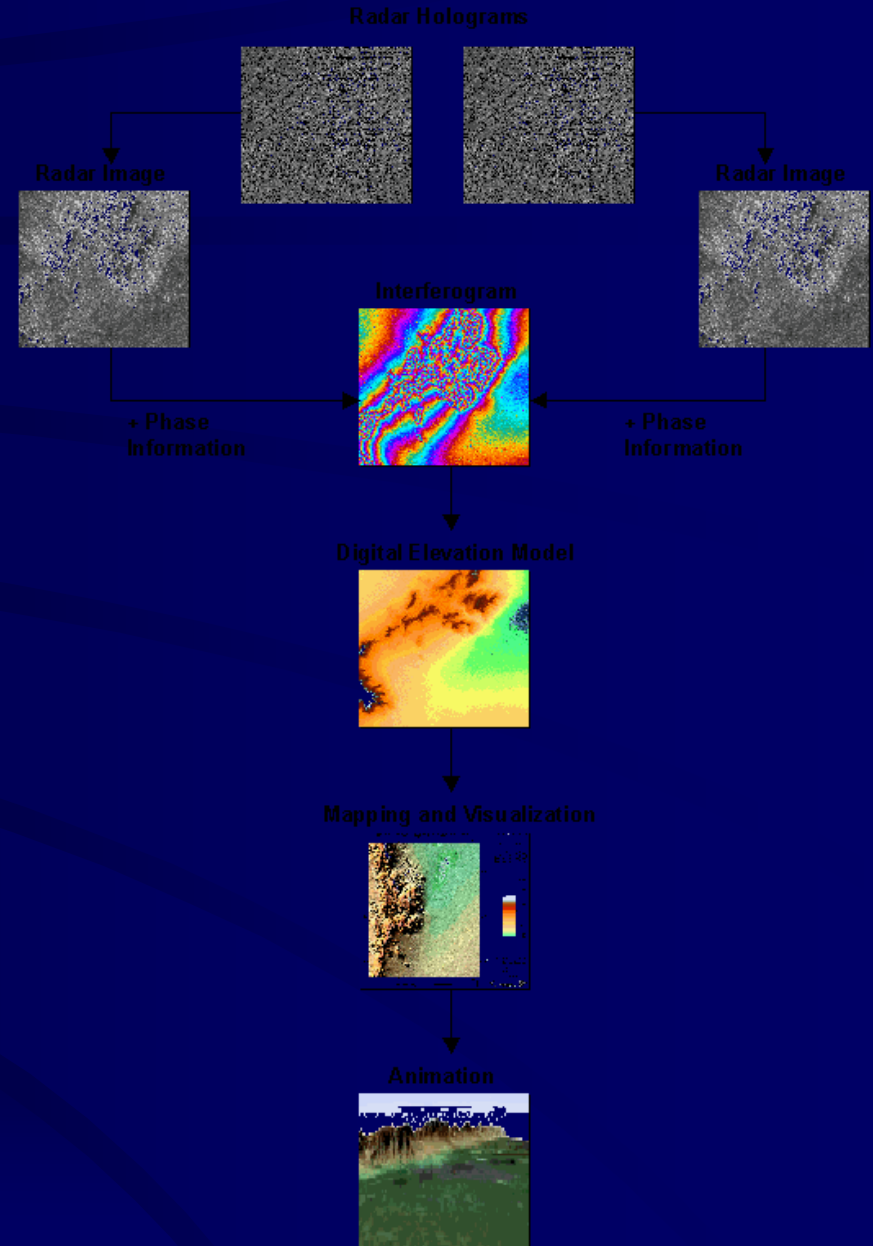 Radar Holograms
Radar Image
Radar Image
Interferogram
• Phase
Information
• Phase
Information
Digital Elevation Model
Mapping and Visualization
Animation